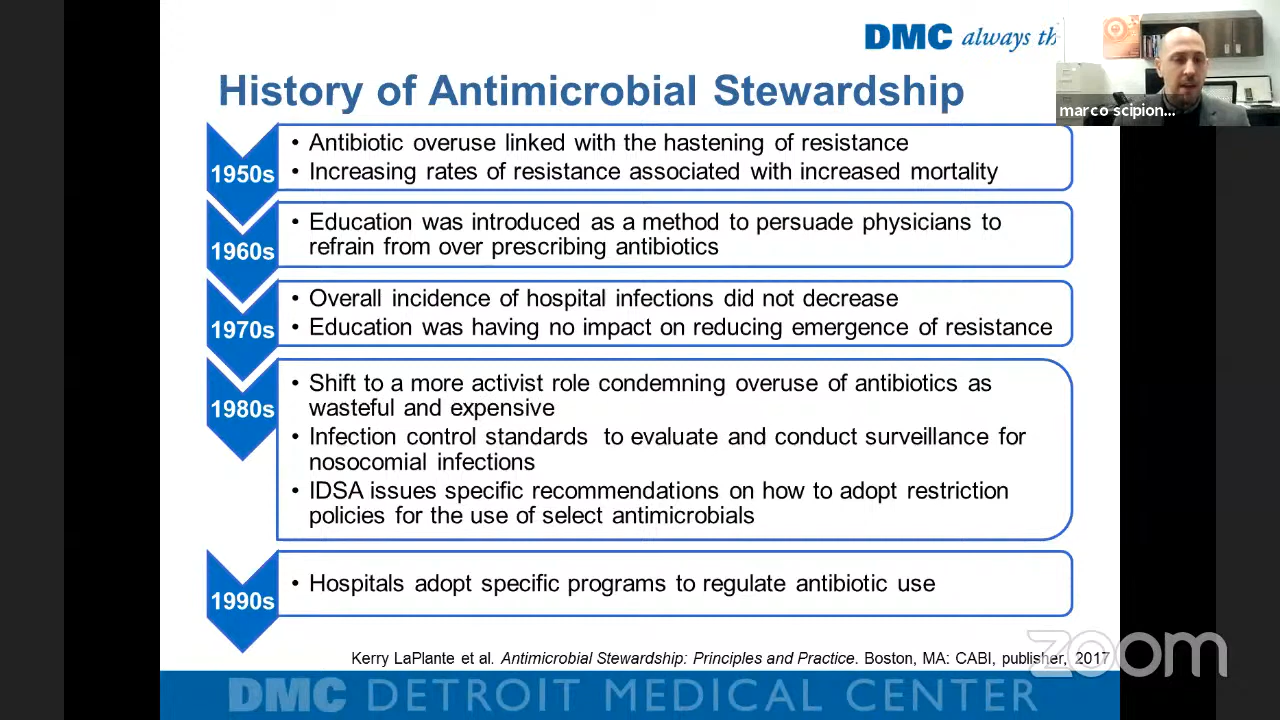 DMC always th
marco scipion...
History of Antimicrobial Stewardship
1950s
• Antibiotic overuse linked with the hastening of resistance
• Increasing rates of resistance associated with increased mortality
1960s
• Education was introduced as a method to persuade physicians to
refrain from over prescribing antibiotics
1970s
• Overall incidence of hospital infections did not decrease
• Education was having no impact on reducing emergence of resistance
1980s
• Shift to a more activist role condemning overuse of antibiotics as
wasteful and expensive
• Infection control standards to evaluate and conduct surveillance for
nosocomial infections
• IDSA issues specific recommendations on how to adopt restriction
policies for the use of select antimicrobials
1990s
• Hospitals adopt specific programs to regulate antibiotic use
Kerry LaPlante et al. Antimicrobial Stewardship: Principles and Practice. Boston, MA: CABI, publisher, 2017
zoom
DMC DETROIT MEDICAL CENTER